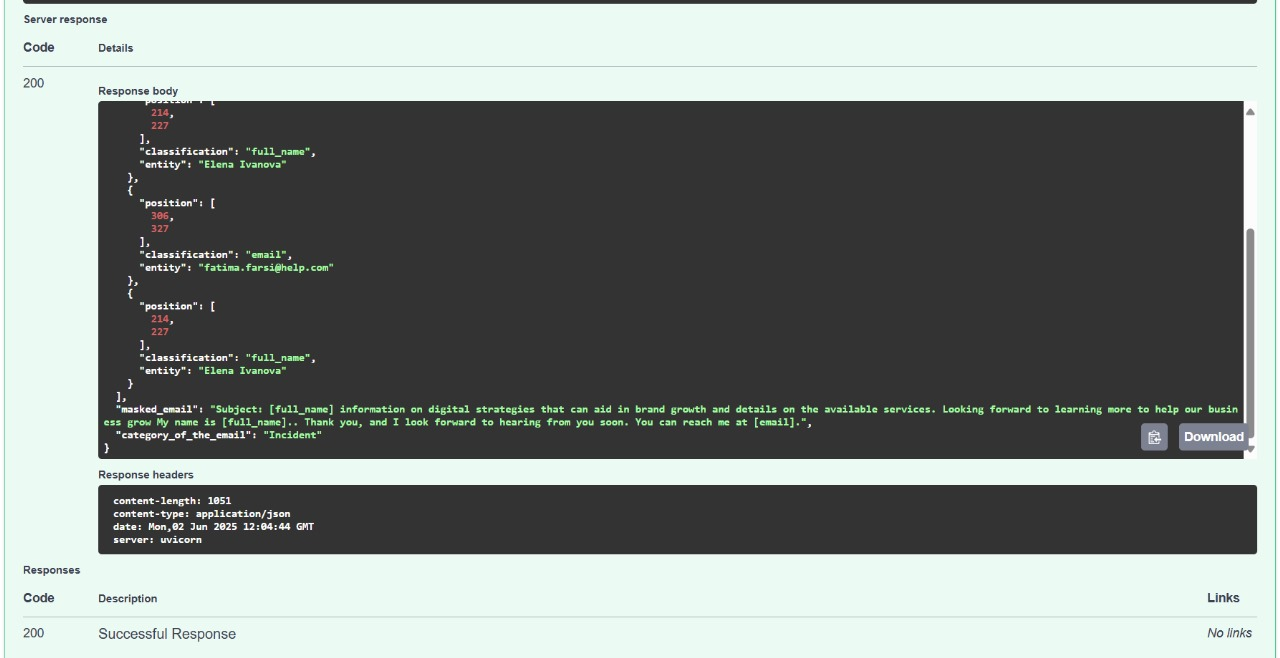 Server response
Code Details
200
Response body
"position": [
214,
227
],
"classification": "full_name",
"entity": "Elena Ivanova"
},
{
"position": [
306,
327
],
"classification": "email",
"entity": "fatima.farsi@help.com"
},
{
"position": [
214,
227
],
"classification": "full_name",
"entity": "Elena Ivanova"
}
],
"masked_email": "Subject: [full_name] information on digital strategies that can aid in brand growth and details on the available services. Looking forward to learning more to help our busin
ess grow My name is [full_name].. Thank you, and I look forward to hearing from you soon. You can reach me at [email].",
"category_of_the_email": "Incident"
}
Download
Response headers
content-length: 1051
content-type: application/json
date: Mon,02 Jun 2025 12:04:44 GMT
server: uvicorn
Responses
Code Description Links
200 Successful Response No links